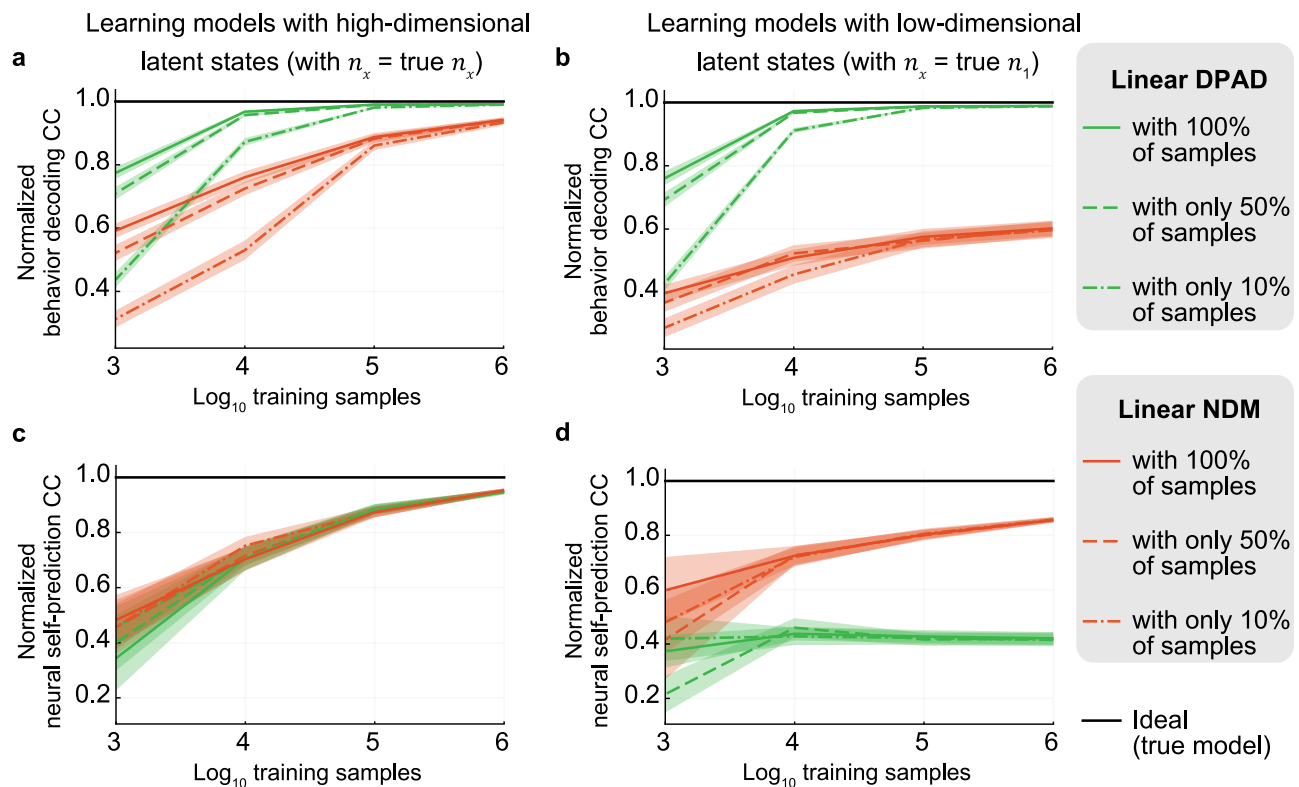 Learning models with high-dimensional
latent states (with nₓ = true nₓ)
Learning models with low-dimensional
latent states (with nₓ = true n₁)
a
1.0
0.8
0.6
0.4
Normalized
behavior decoding CC
3
4
5
6
Log₁₀ training samples
b
1.0
0.8
0.6
0.4
Normalized
behavior decoding CC
3
4
5
6
Log₁₀ training samples
Linear DPAD
with 100%
of samples
with only 50%
of samples
with only 10%
of samples
c
1.0
0.8
0.6
0.4
0.2
Normalized
neural self-prediction CC
3
4
5
6
Log₁₀ training samples
d
1.0
0.8
0.6
0.4
0.2
Normalized
neural self-prediction CC
3
4
5
6
Log₁₀ training samples
Linear NDM
with 100%
of samples
with only 50%
of samples
with only 10%
of samples
Ideal
(true model)